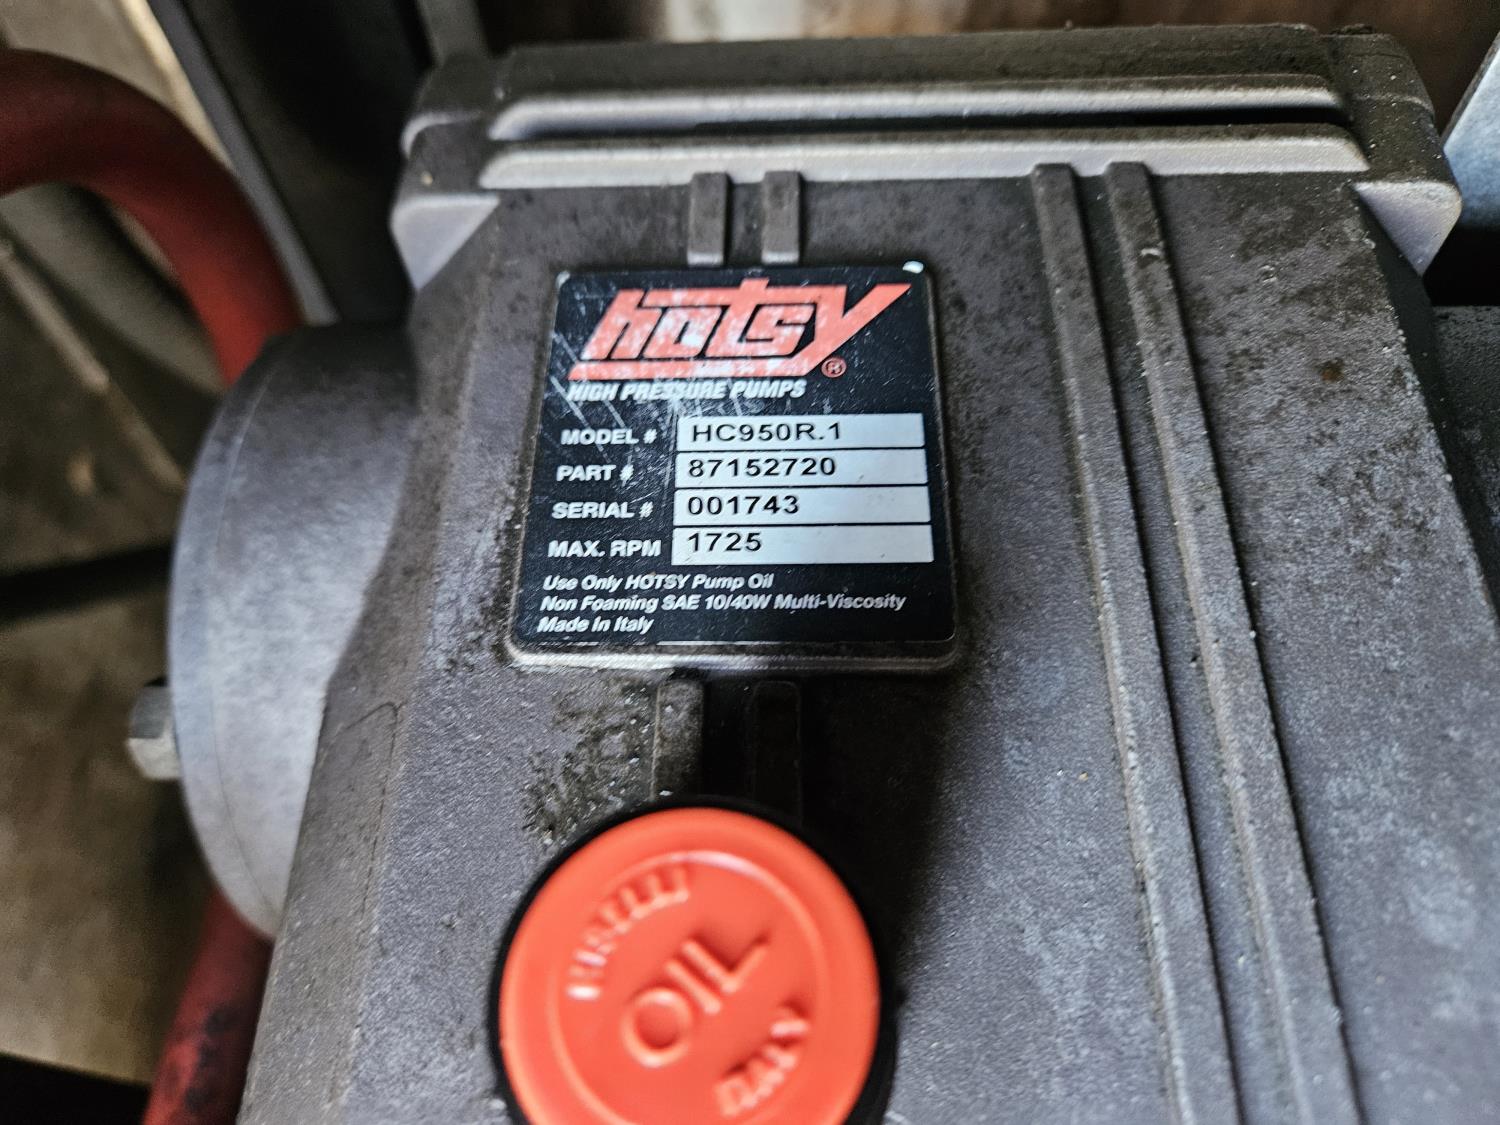 hotsy®
HIGH PRESSURE PUMPS
MODEL # HC950R.1
PART # 87152720
SERIAL # 001743
MAX. RPM 1725
Use Only HOTSY Pump Oil
Non Foaming SAE 10/40W Multi-Viscosity
Made In Italy
OIL